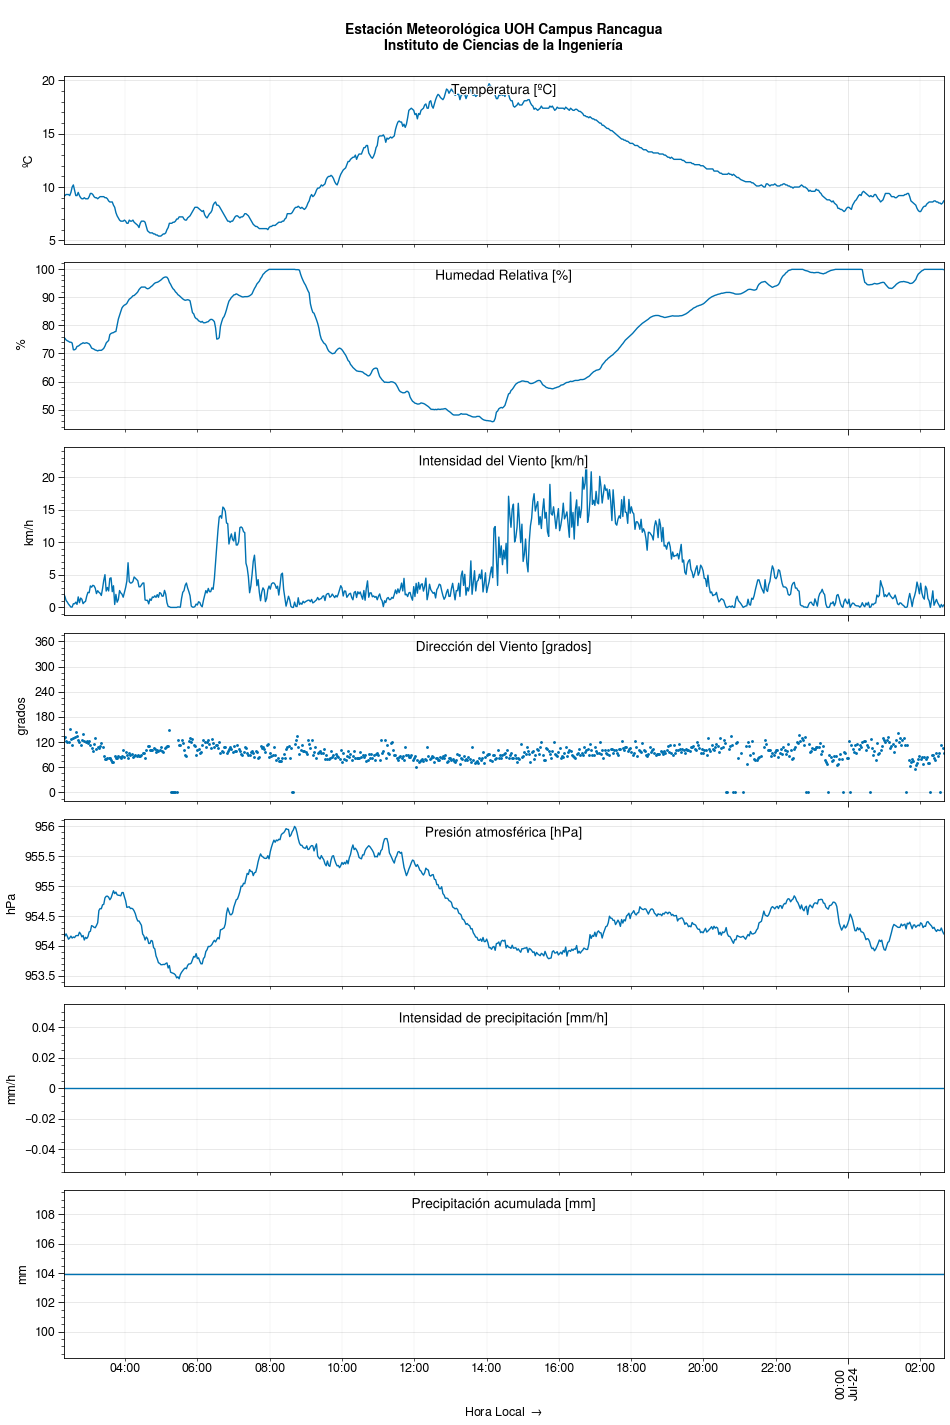 Estación Meteorológica UOH Campus Rancagua
Instituto de Ciencias de la Ingeniería
Temperatura [ºC]
ºC
20
15
10
5
Humedad Relativa [%]
%
100
90
80
70
60
50
Intensidad del Viento [km/h]
km/h
20
15
10
5
0
Dirección del Viento [grados]
grados
360
300
240
180
120
60
0
Presión atmosférica [hPa]
hPa
956
955.5
955
954.5
954
953.5
Intensidad de precipitación [mm/h]
mm/h
0.04
0.02
0
−0.02
−0.04
Precipitación acumulada [mm]
mm
108
106
104
102
100
04:00 06:00 08:00 10:00 12:00 14:00 16:00 18:00 20:00 22:00 00:00 02:00
Jul-24
Hora Local →